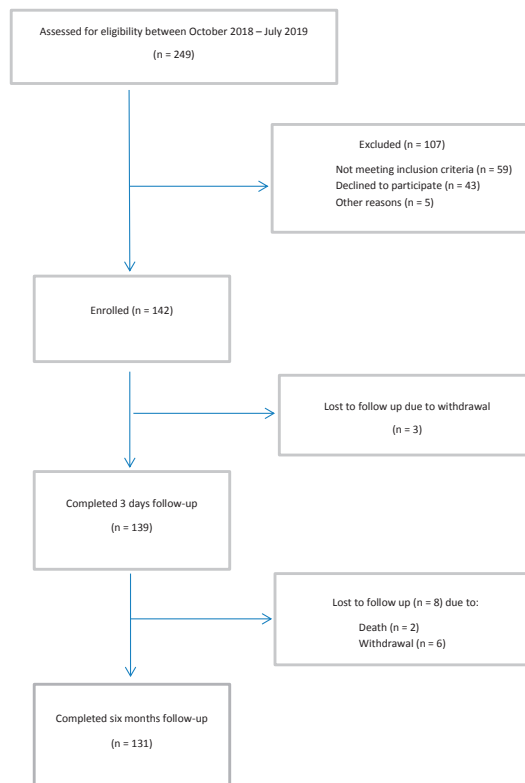 Assessed for eligibility between October 2018 – July 2019
(n = 249)
Excluded (n = 107)
Not meeting inclusion criteria (n = 59)
Declined to participate (n = 43)
Other reasons (n = 5)
Enrolled (n = 142)
Lost to follow up due to withdrawal
(n = 3)
Completed 3 days follow-up
(n = 139)
Lost to follow up (n = 8) due to:
Death (n = 2)
Withdrawal (n = 6)
Completed six months follow-up
(n = 131)